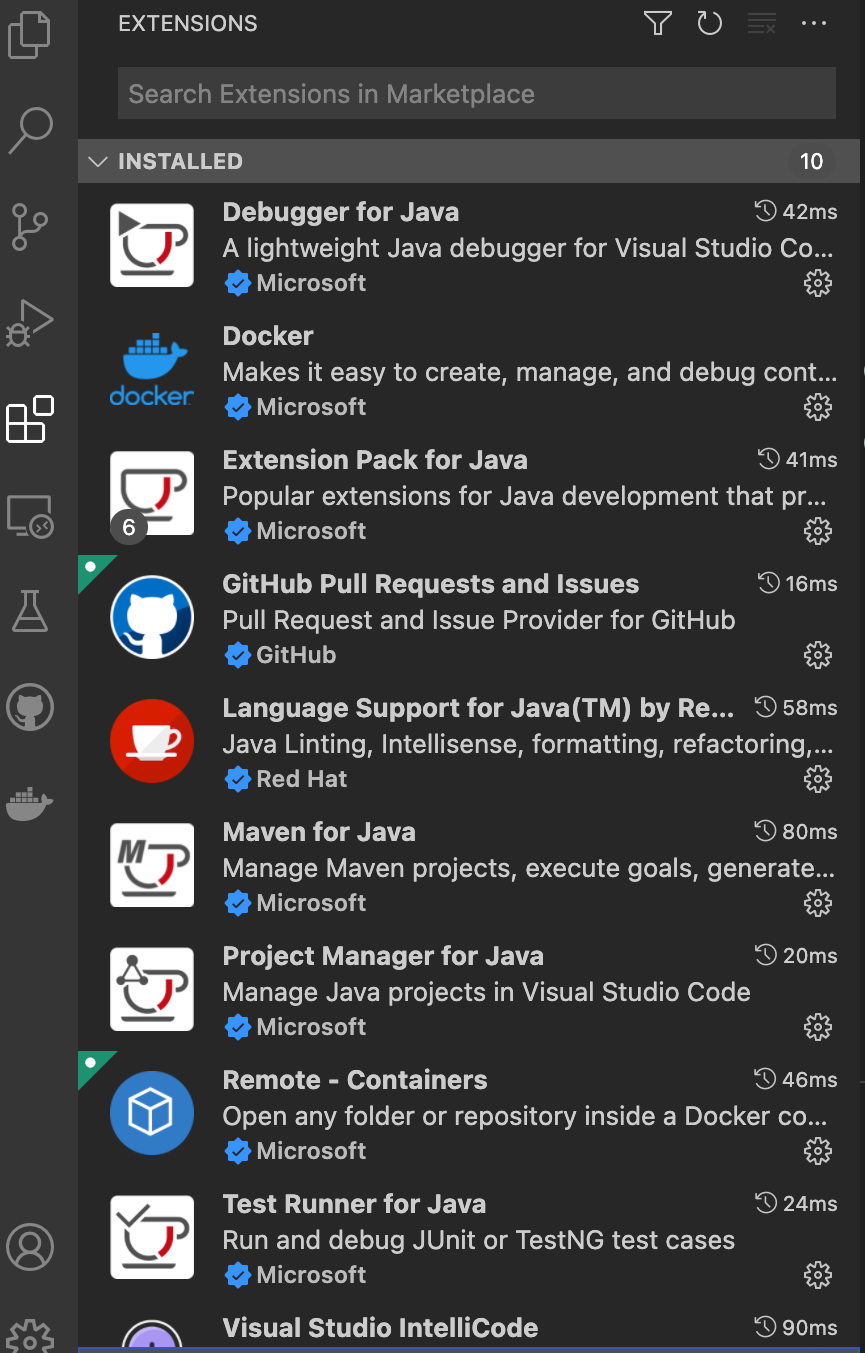 EXTENSIONS
Search Extensions in Marketplace
INSTALLED 10
Debugger for Java 42ms
A lightweight Java debugger for Visual Studio Co...
Microsoft
docker
Docker
Makes it easy to create, manage, and debug cont...
Microsoft
Extension Pack for Java 41ms
Popular extensions for Java development that pr...
6
Microsoft
GitHub Pull Requests and Issues 16ms
Pull Request and Issue Provider for GitHub
GitHub
Language Support for Java(TM) by Re... 58ms
Java Linting, Intellisense, formatting, refactoring,...
Red Hat
M
Maven for Java 80ms
Manage Maven projects, execute goals, generate...
Microsoft
Project Manager for Java 20ms
Manage Java projects in Visual Studio Code
Microsoft
Remote - Containers 46ms
Open any folder or repository inside a Docker co...
Microsoft
Test Runner for Java 24ms
Run and debug JUnit or TestNG test cases
Microsoft
Visual Studio IntelliCode 90ms